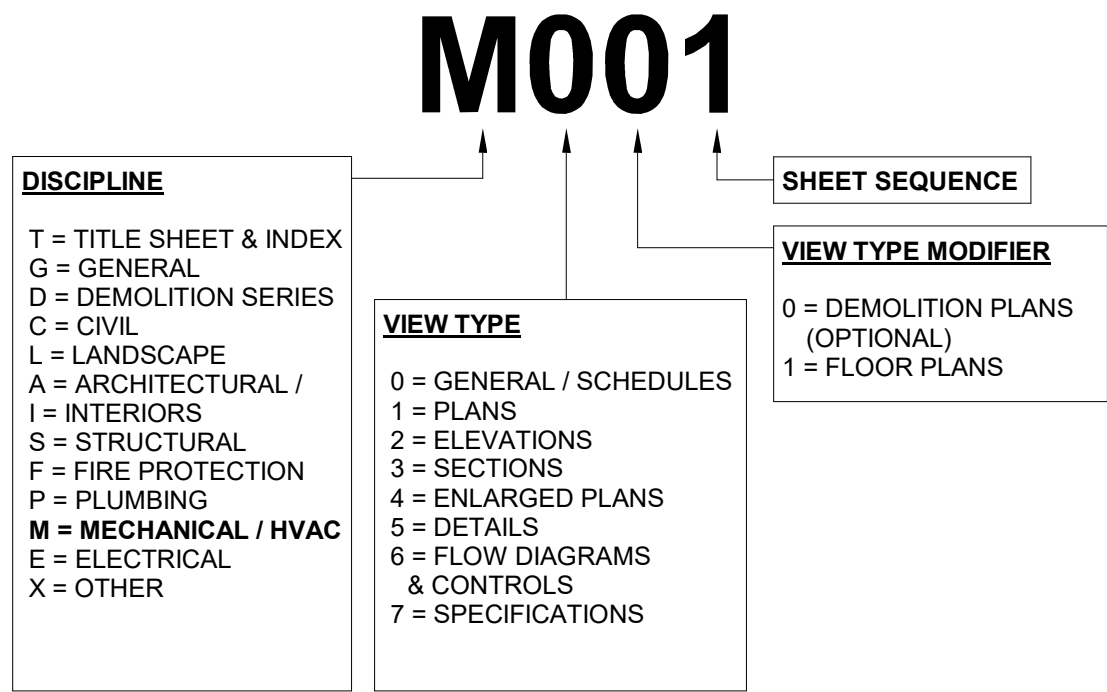 M001
DISCIPLINE
T = TITLE SHEET & INDEX
G = GENERAL
D = DEMOLITION SERIES
C = CIVIL
L = LANDSCAPE
A = ARCHITECTURAL /
I = INTERIORS
S = STRUCTURAL
F = FIRE PROTECTION
P = PLUMBING
M = MECHANICAL / HVAC
E = ELECTRICAL
X = OTHER
VIEW TYPE
0 = GENERAL / SCHEDULES
1 = PLANS
2 = ELEVATIONS
3 = SECTIONS
4 = ENLARGED PLANS
5 = DETAILS
6 = FLOW DIAGRAMS
& CONTROLS
7 = SPECIFICATIONS
SHEET SEQUENCE
VIEW TYPE MODIFIER
0 = DEMOLITION PLANS
(OPTIONAL)
1 = FLOOR PLANS